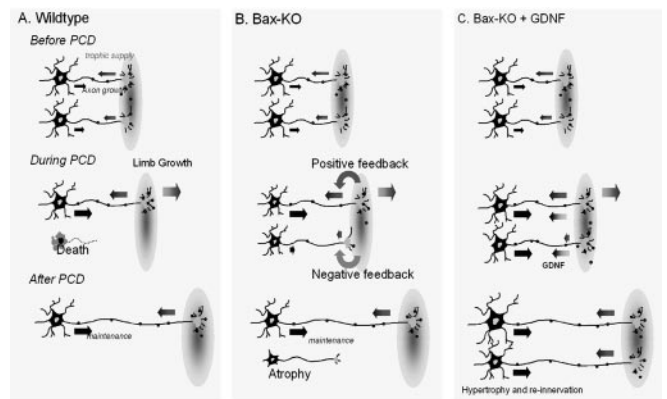 A. Wildtype
Before PCD
trophic supply
Axon growth
During PCD
Limb Growth
Death
After PCD
maintenance
B. Bax-KO
Positive feedback
Negative feedback
maintenance
Atrophy
C. Bax-KO + GDNF
GDNF
Hypertrophy and re-innervation